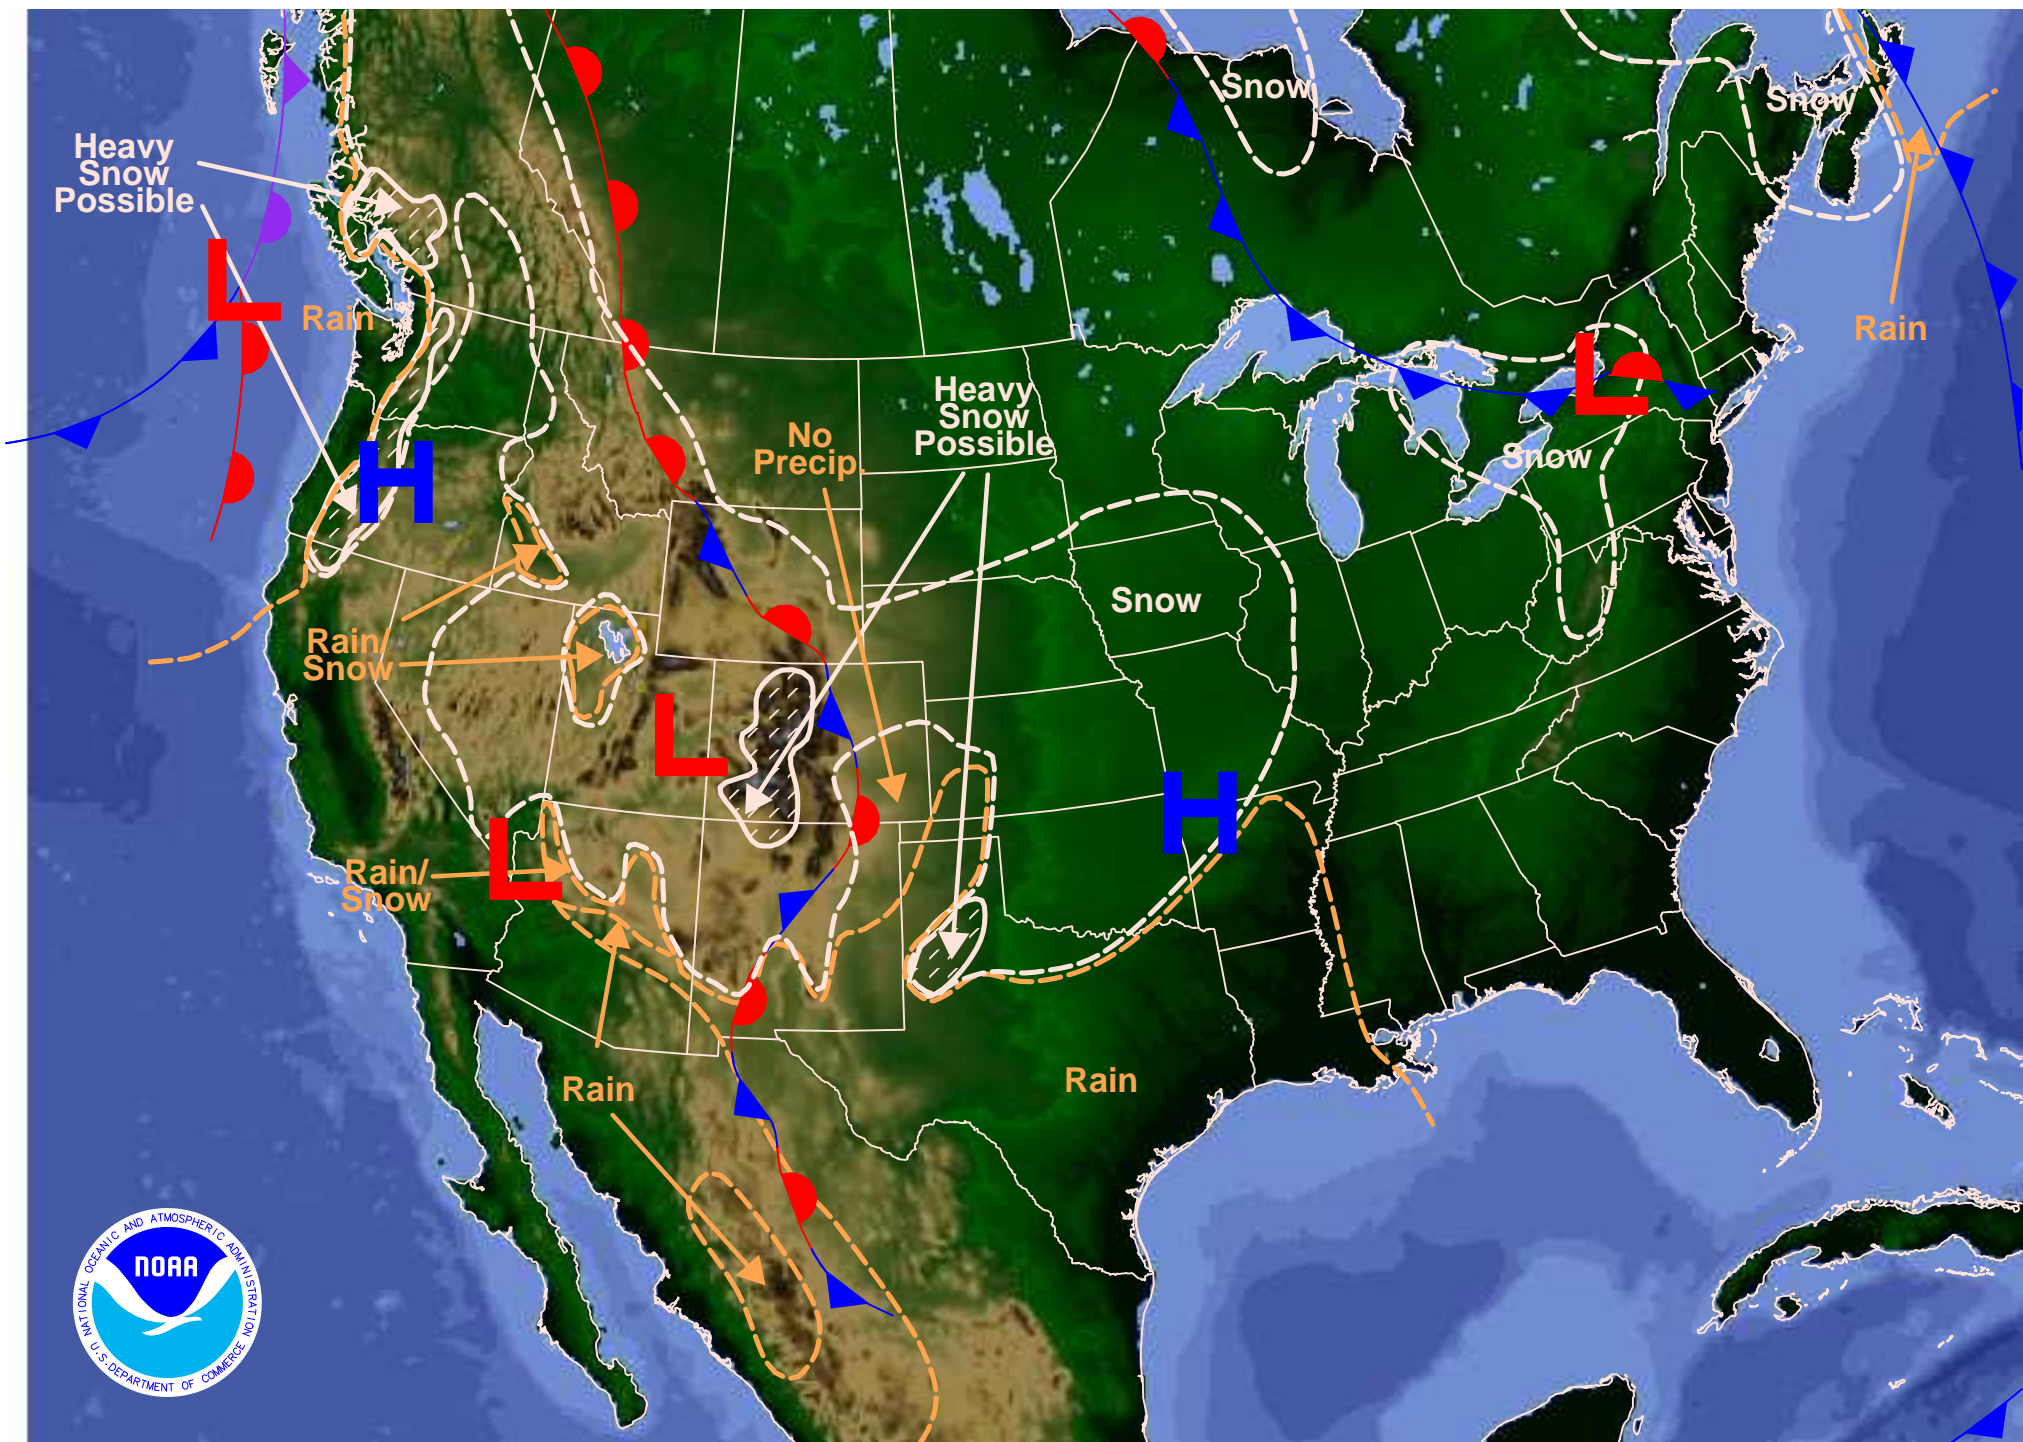 Snow
Snow
Heavy
Snow
Possible
L
Rain
Rain
L
Heavy
Snow
Possible
No
Precip.
H
Snow
Snow
Rain/
Snow
L
H
L
Rain/
Snow
Rain
Rain
NATIONAL OCEANIC AND ATMOSPHERIC ADMINISTRATION
NOAA
U.S. DEPARTMENT OF COMMERCE